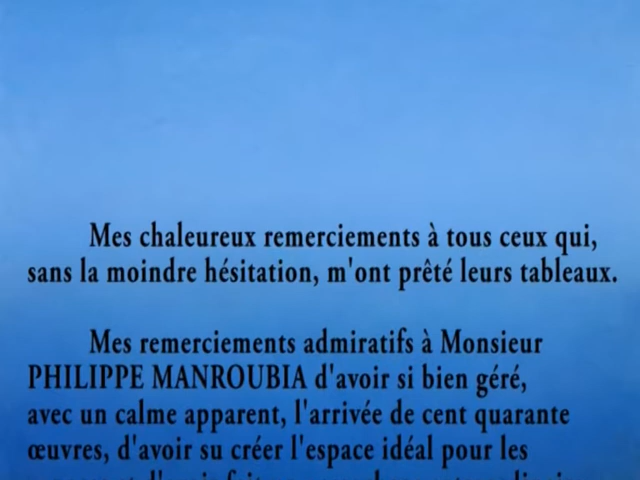 Mes chaleureux remerciements à tous ceux qui,
sans la moindre hésitation, m'ont prêté leurs tableaux.
Mes remerciements admiratifs à Monsieur
PHILIPPE MANROUBIA d'avoir si bien géré,
avec un calme apparent, l'arrivée de cent quarante
œuvres, d'avoir su créer l'espace idéal pour les